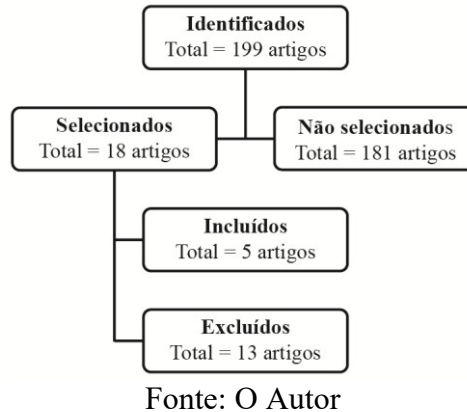 Identificados
Total = 199 artigos
Selecionados
Total = 18 artigos
Não selecionados
Total = 181 artigos
Incluídos
Total = 5 artigos
Excluídos
Total = 13 artigos
Fonte: O Autor